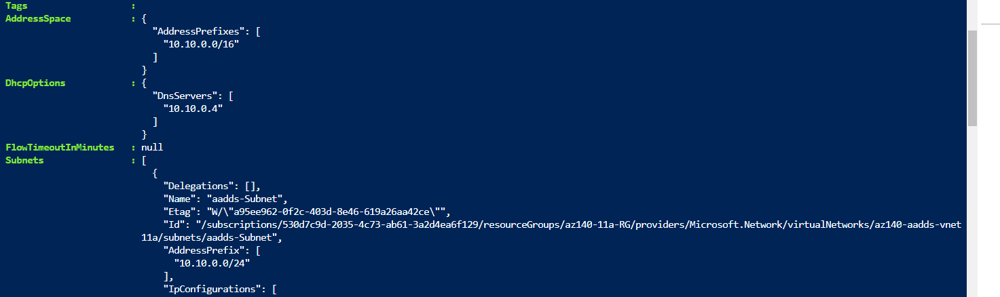 Tags                   :
AddressSpace           : {
                           "AddressPrefixes": [
                             "10.10.0.0/16"
                           ]
                         }
DhcpOptions            : {
                           "DnsServers": [
                             "10.10.0.4"
                           ]
                         }
FlowTimeoutInMinutes   : null
Subnets                : [
                           {
                             "Delegations": [],
                             "Name": "aadds-Subnet",
                             "Etag": "W/\"a95ee962-0f2c-403d-8e46-619a26aa42ce\"",
                             "Id": "/subscriptions/530d7c9d-2035-4c73-ab61-3a2d4ea6f129/resourceGroups/az140-11a-RG/providers/Microsoft.Network/virtualNetworks/az140-aadds-vnet
                         11a/subnets/aadds-Subnet",
                             "AddressPrefix": [
                               "10.10.0.0/24"
                             ],
                             "IpConfigurations": [